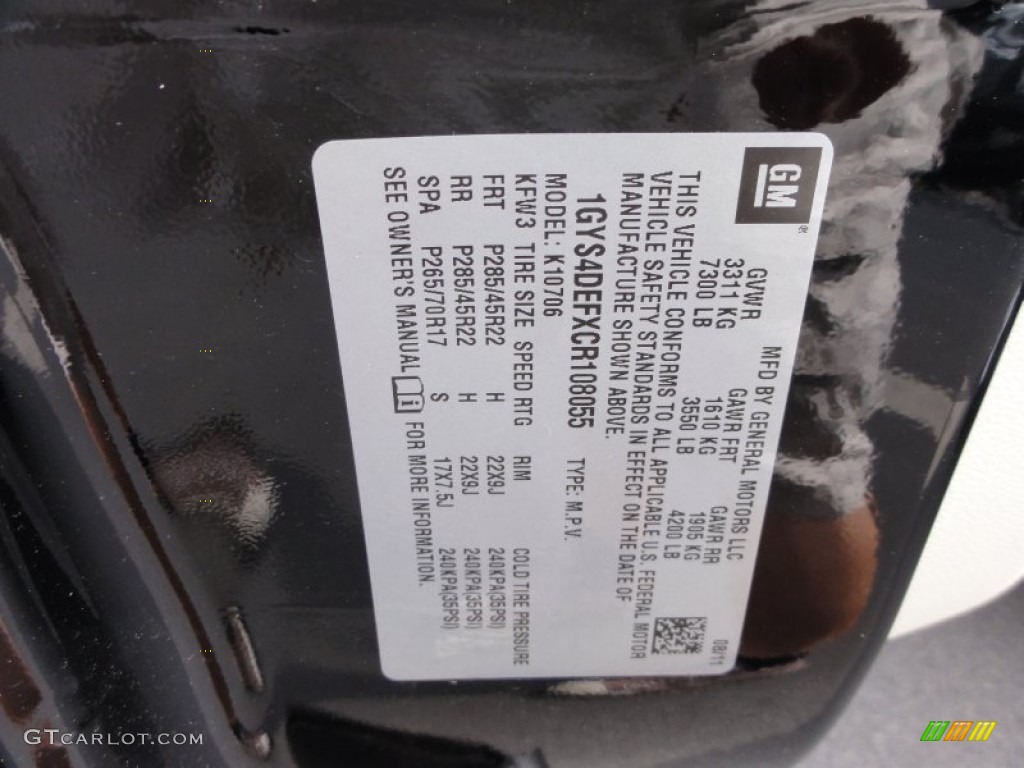 GM
®
MFD BY GENERAL MOTORS LLC 08/11
GVWR GAWR FRT GAWR RR
3311 KG 1610 KG 1905 KG
7300 LB 3550 LB 4200 LB
THIS VEHICLE CONFORMS TO ALL APPLICABLE U.S. FEDERAL MOTOR
VEHICLE SAFETY STANDARDS IN EFFECT ON THE DATE OF
MANUFACTURE SHOWN ABOVE.
1GYS4DEFXCR108055 TYPE: M.P.V.
MODEL: K10706
KFW3 TIRE SIZE SPEED RTG RIM COLD TIRE PRESSURE
FRT P285/45R22 H 22X9J 240KPA(35PSI)
RR P285/45R22 H 22X9J 240KPA(35PSI)
SPA P265/70R17 S 17X7.5J 240KPA(35PSI)
SEE OWNER'S MANUAL i FOR MORE INFORMATION.
GTCARLOT.COM